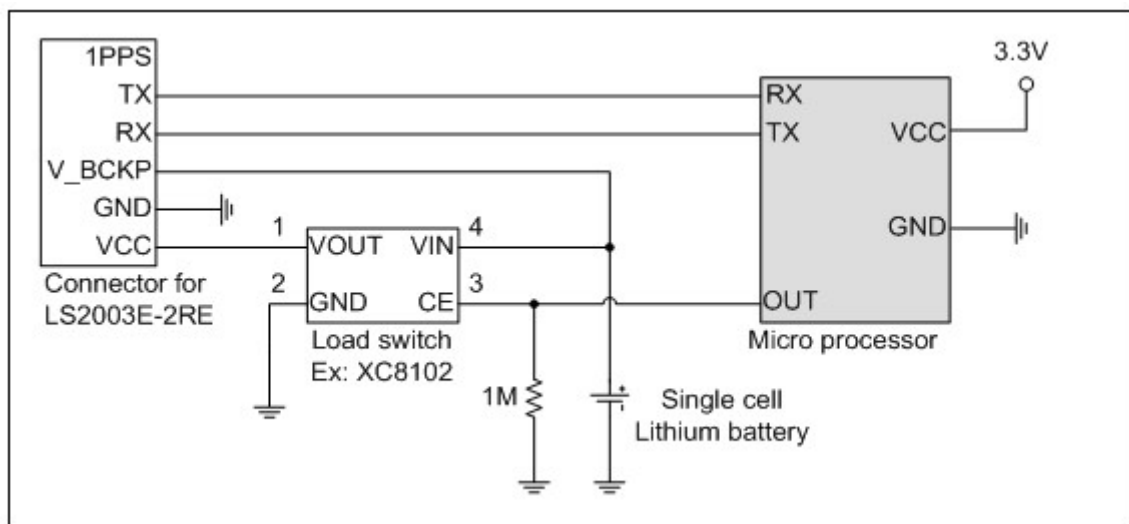 1PPS
TX
RX
V_BCKP
GND
VCC
Connector for
LS2003E-2RE
1
2
VOUT VIN
GND CE
4
3
Load switch
Ex: XC8102
1M
Single cell
Lithium battery
RX
TX
VCC
GND
OUT
Micro processor
3.3V